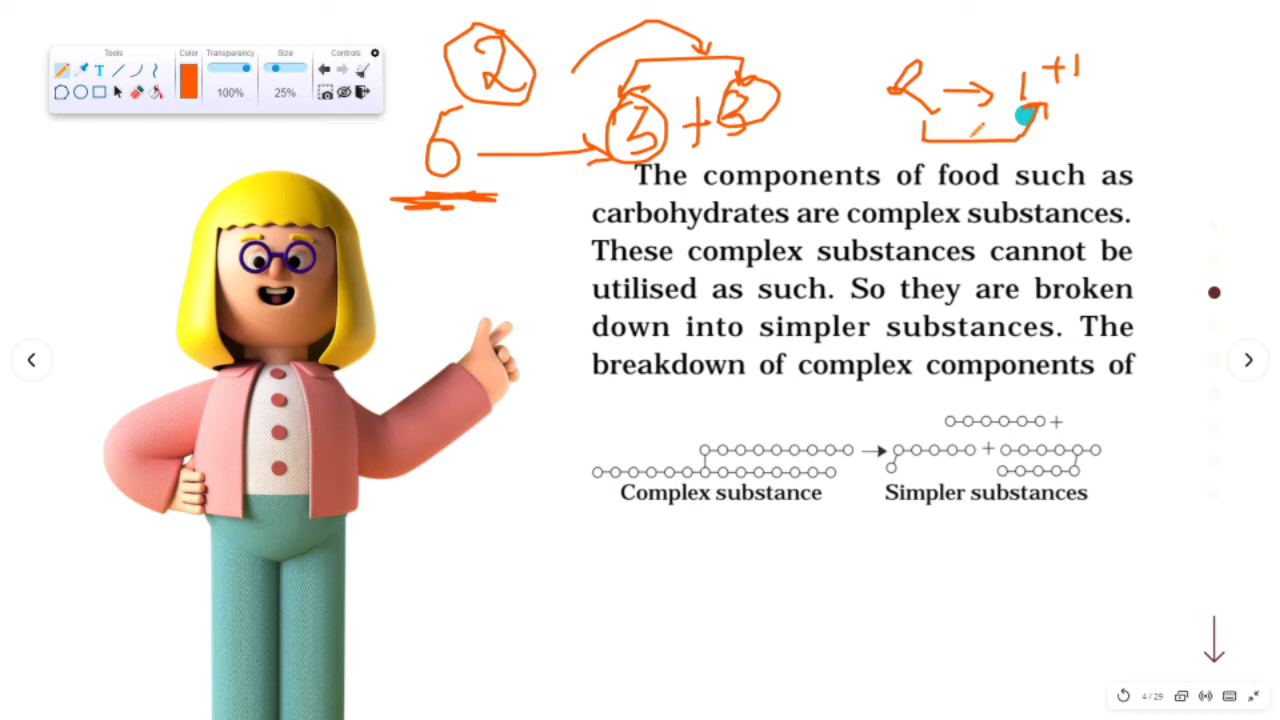 Tools Color Transparency Size Controls
T
100% 25%
2
6 → 3 + 3
2 → 1 +1
The components of food such as
carbohydrates are complex substances.
These complex substances cannot be
utilised as such. So they are broken
down into simpler substances. The
breakdown of complex components of
+
+
Complex substance
Simpler substances
4 / 29